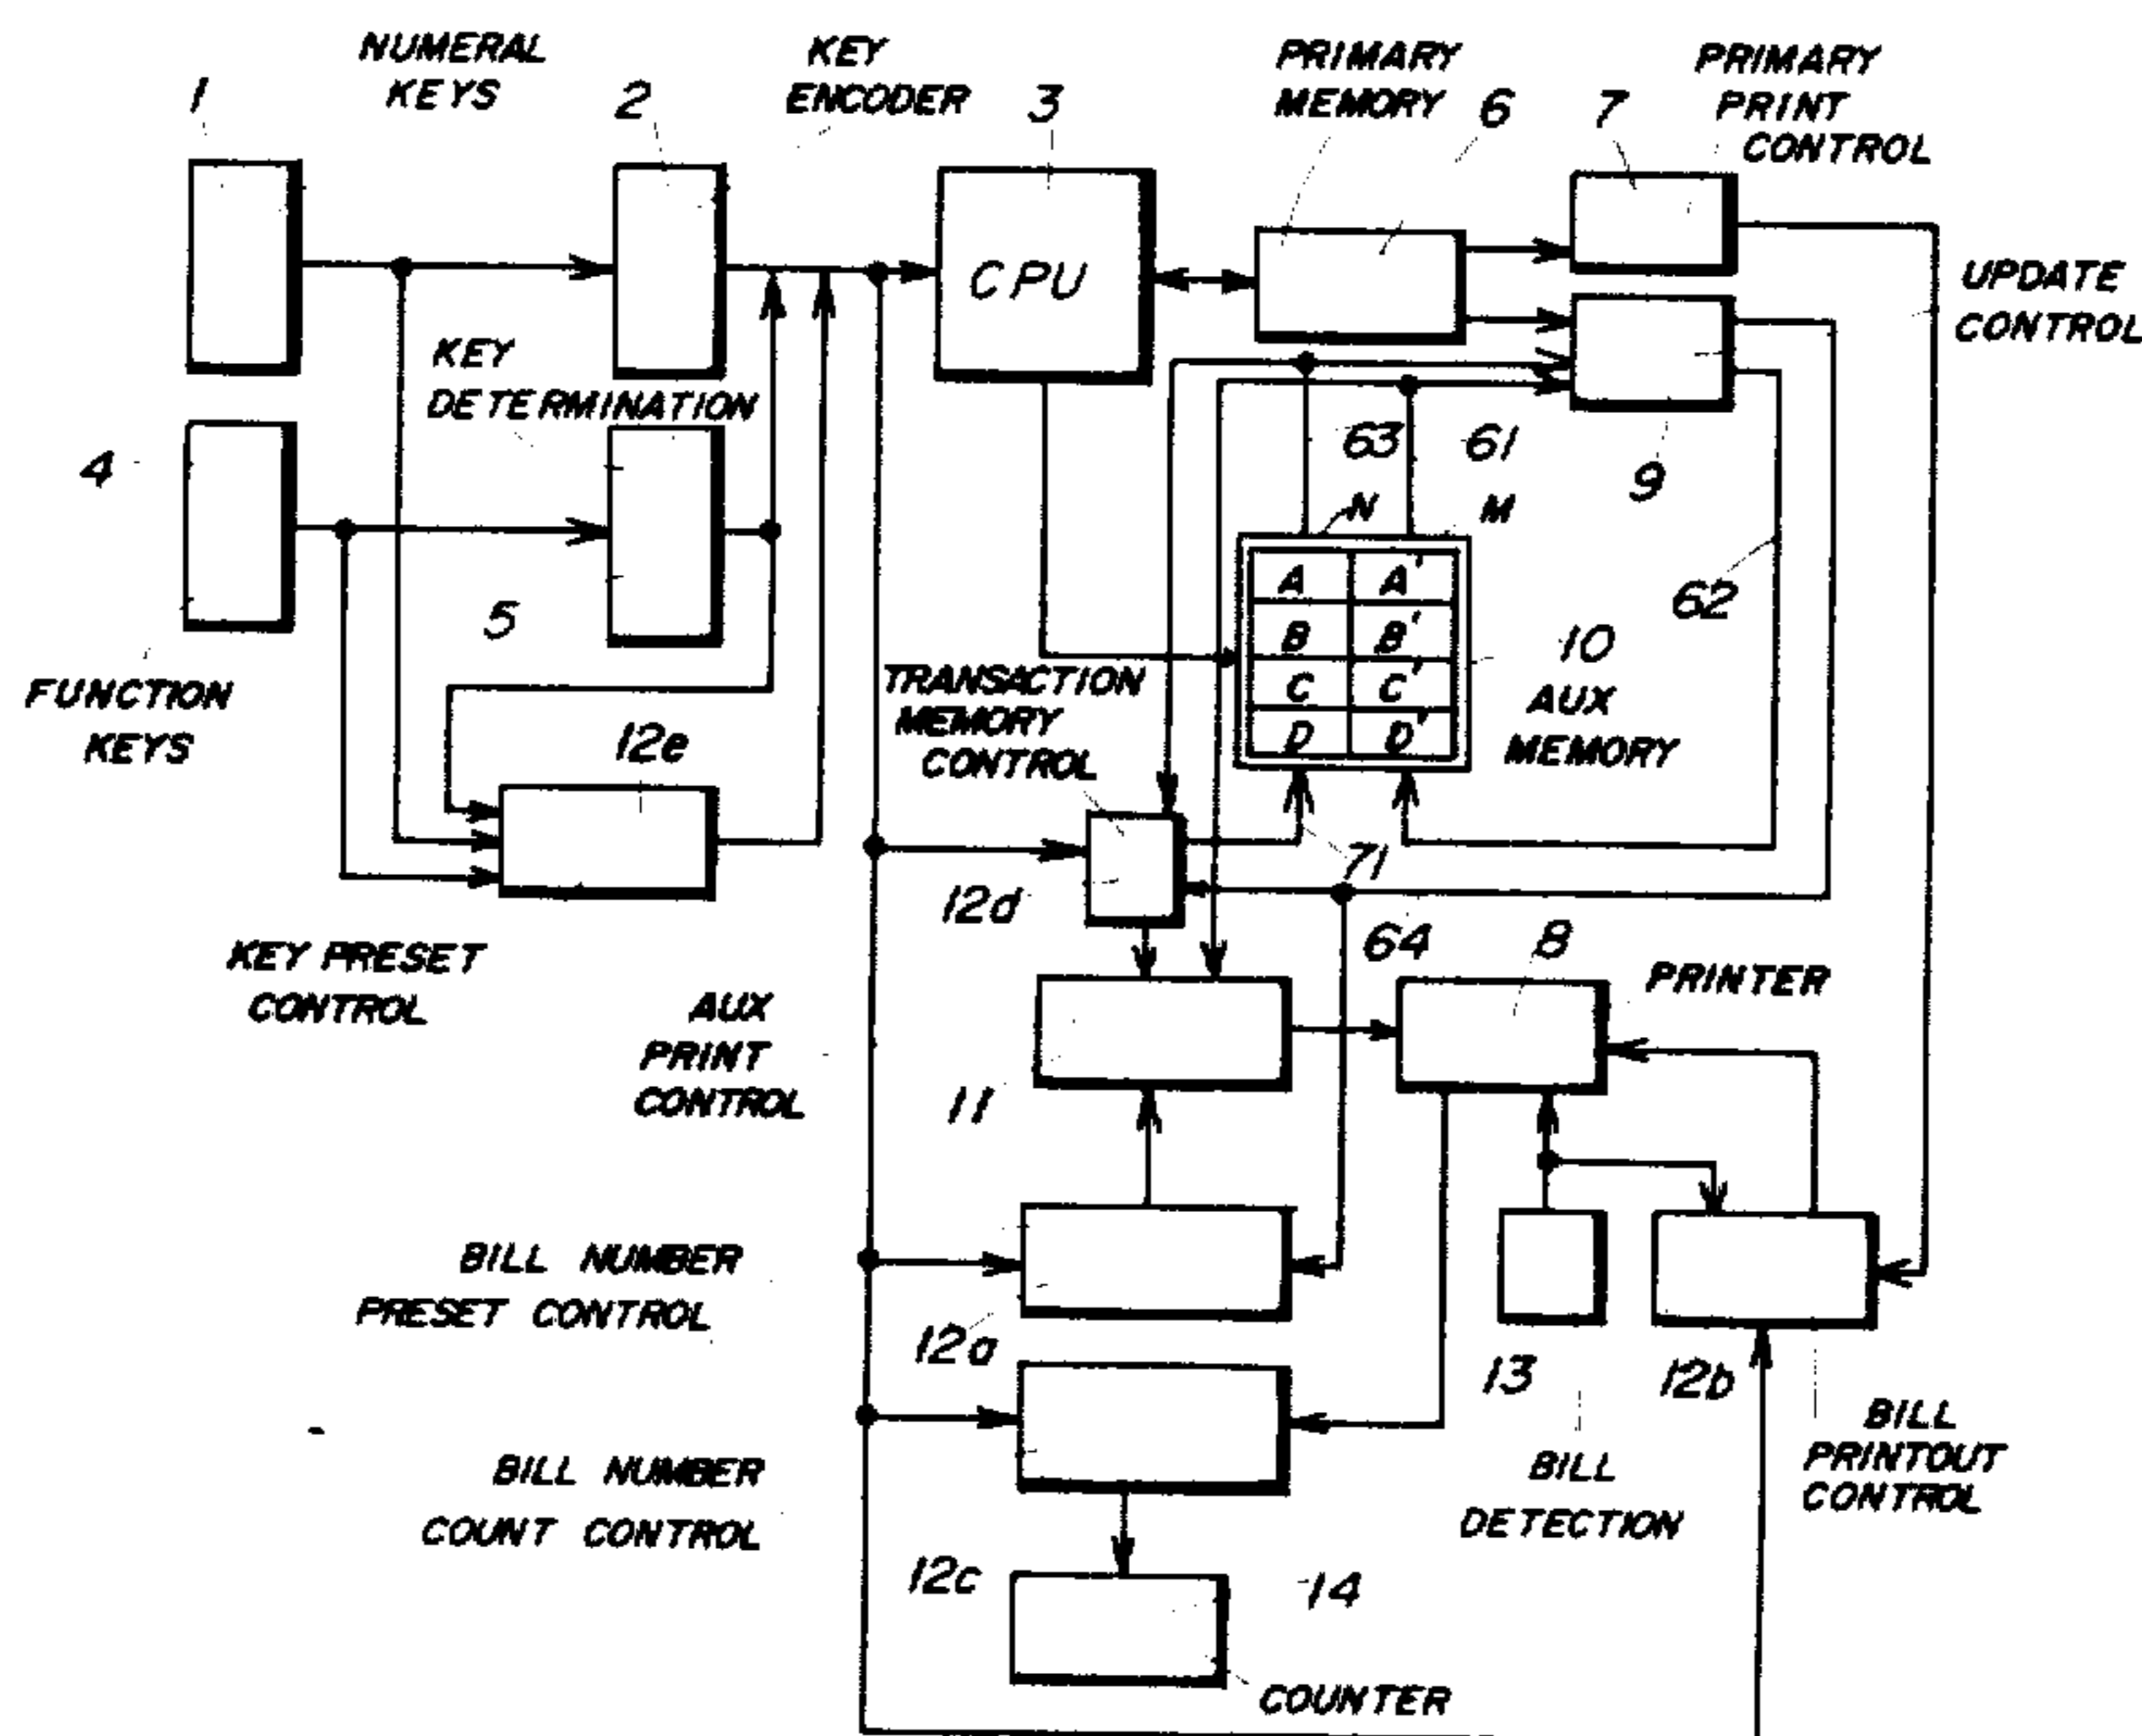 NUMERAL
KEYS
KEY
ENCODER
PRIMARY
MEMORY
PRIMARY
PRINT
CONTROL
1
2
3
6
7
CPU
UPDATE
CONTROL
KEY
DETERMINATION
4
5
63
61
9
N
M
A A'
B B'
C C'
D D'
62
10
AUX
MEMORY
FUNCTION
KEYS
12e
TRANSACTION
MEMORY
CONTROL
71
12d
64
8
PRINTER
KEY PRESET
CONTROL
AUX
PRINT
CONTROL
11
BILL NUMBER
PRESET CONTROL
12a
13
12b
BILL
PRINTOUT
CONTROL
BILL
DETECTION
BILL NUMBER
COUNT CONTROL
12c
14
COUNTER